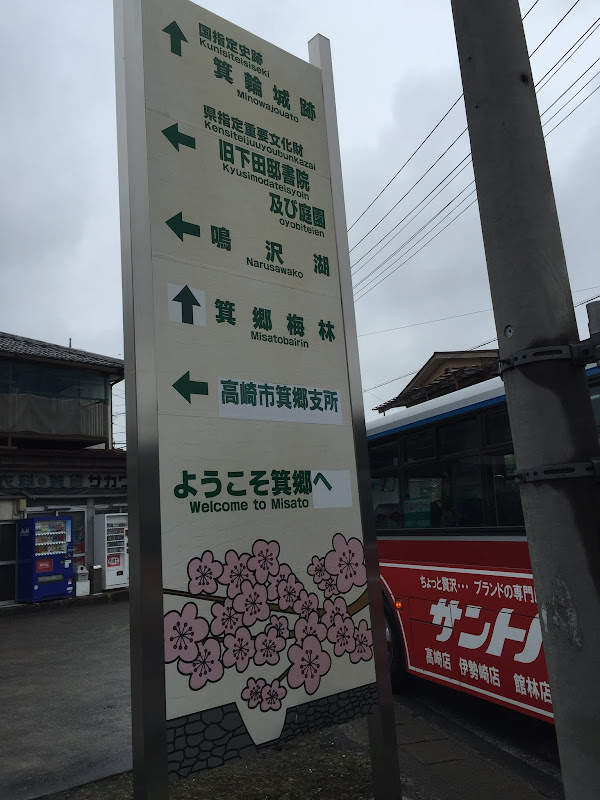 国指定史跡
Kunisiteisiseki
箕輪城跡
Minowajouato
県指定重要文化財
Kensiteijuuyoubunkazai
旧下田邸書院
Kyusimodateisyoin
及び庭園
oyobiteien
鳴沢湖
Narusawako
箕郷梅林
Misatobairin
高崎市箕郷支所
ようこそ箕郷へ
Welcome to Misato
ちょっと贅沢・・・ブランドの専門
サント
高崎店 伊勢崎店 館林店